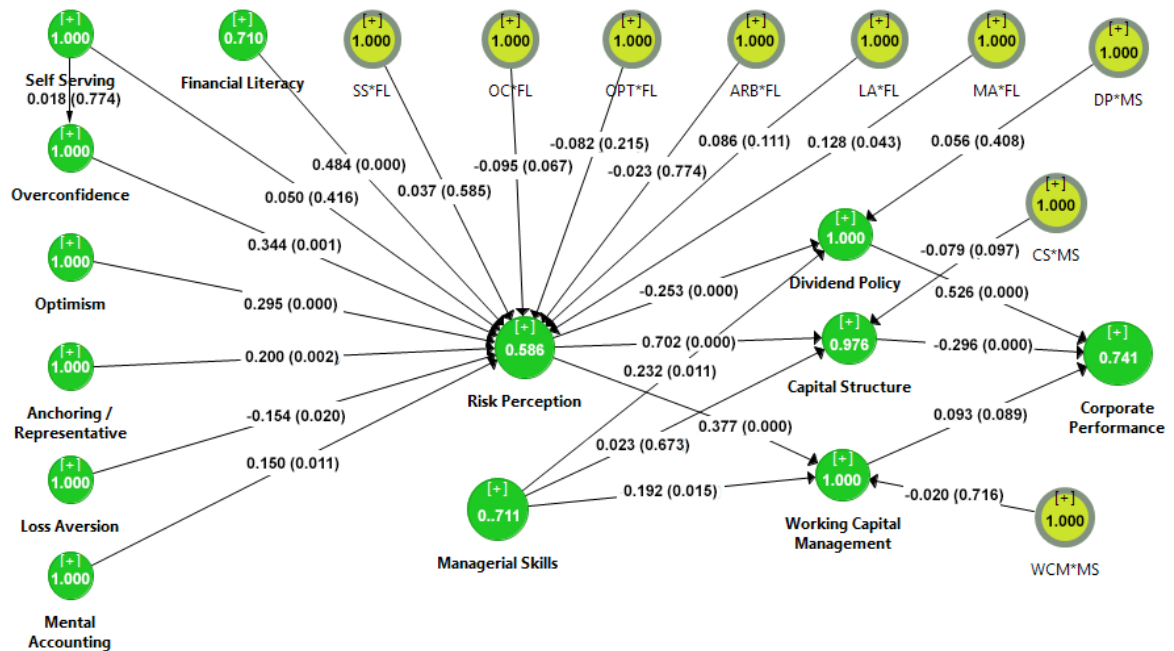 [+]
1.000
Self Serving
0.018 (0.774)
[+]
1.000
Overconfidence
[+]
1.000
Optimism
[+]
1.000
Anchoring /
Representative
[+]
1.000
Loss Aversion
[+]
1.000
Mental
Accounting
[+]
0.710
Financial Literacy
[+]
1.000
SS*FL
[+]
1.000
OC*FL
[+]
1.000
OPT*FL
[+]
1.000
ARB*FL
[+]
1.000
LA*FL
[+]
1.000
MA*FL
[+]
1.000
DP*MS
0.484 (0.000)
0.050 (0.416)
0.037 (0.585)
-0.095 (0.067)
-0.082 (0.215)
-0.023 (0.774)
0.086 (0.111)
0.128 (0.043)
0.056 (0.408)
0.344 (0.001)
0.295 (0.000)
0.200 (0.002)
-0.154 (0.020)
0.150 (0.011)
[+]
0.586
Risk Perception
[+]
0..711
Managerial Skills
-0.253 (0.000)
0.702 (0.000)
0.232 (0.011)
0.377 (0.000)
0.023 (0.673)
0.192 (0.015)
[+]
1.000
Dividend Policy
[+]
0.976
Capital Structure
[+]
1.000
Working Capital
Management
[+]
1.000
CS*MS
-0.079 (0.097)
0.526 (0.000)
-0.296 (0.000)
0.093 (0.089)
-0.020 (0.716)
[+]
0.741
Corporate
Performance
[+]
1.000
WCM*MS